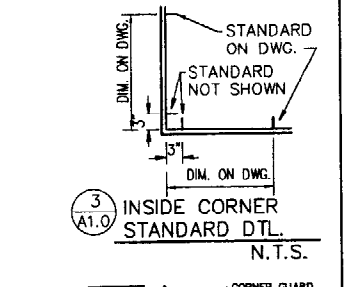 STANDARD
ON DWG.
STANDARD
NOT SHOWN
DIM. ON DWG.
3"
3"
DIM. ON DWG.
3
A1.0
INSIDE CORNER
STANDARD DTL.
N.T.S.
CORNER GUARD